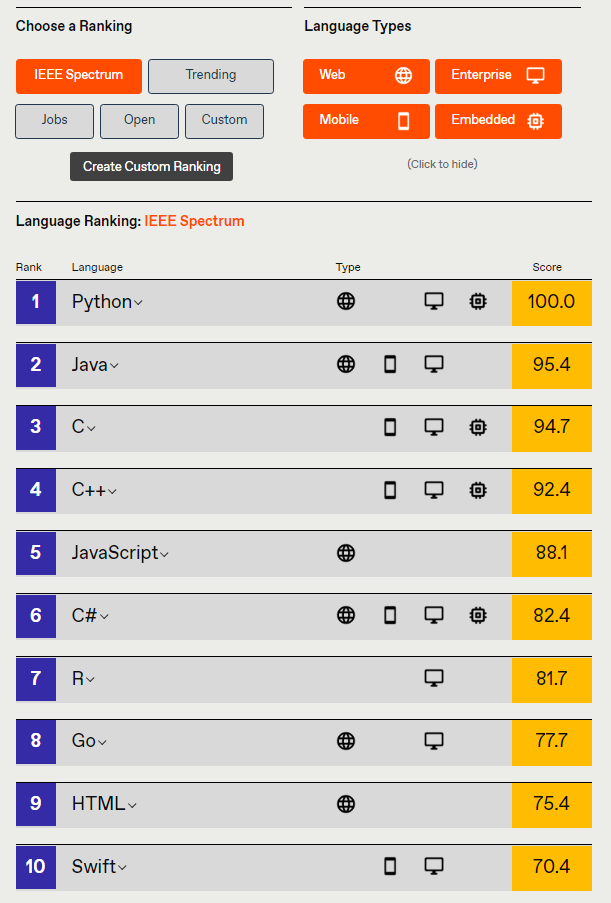 Choose a Ranking
Language Types
IEEE Spectrum Trending
Web Enterprise
Jobs Open Custom
Mobile Embedded
Create Custom Ranking
(Click to hide)
Language Ranking: IEEE Spectrum
Rank Language Type Score
1 Python 100.0
2 Java 95.4
3 C 94.7
4 C++ 92.4
5 JavaScript 88.1
6 C# 82.4
7 R 81.7
8 Go 77.7
9 HTML 75.4
10 Swift 70.4